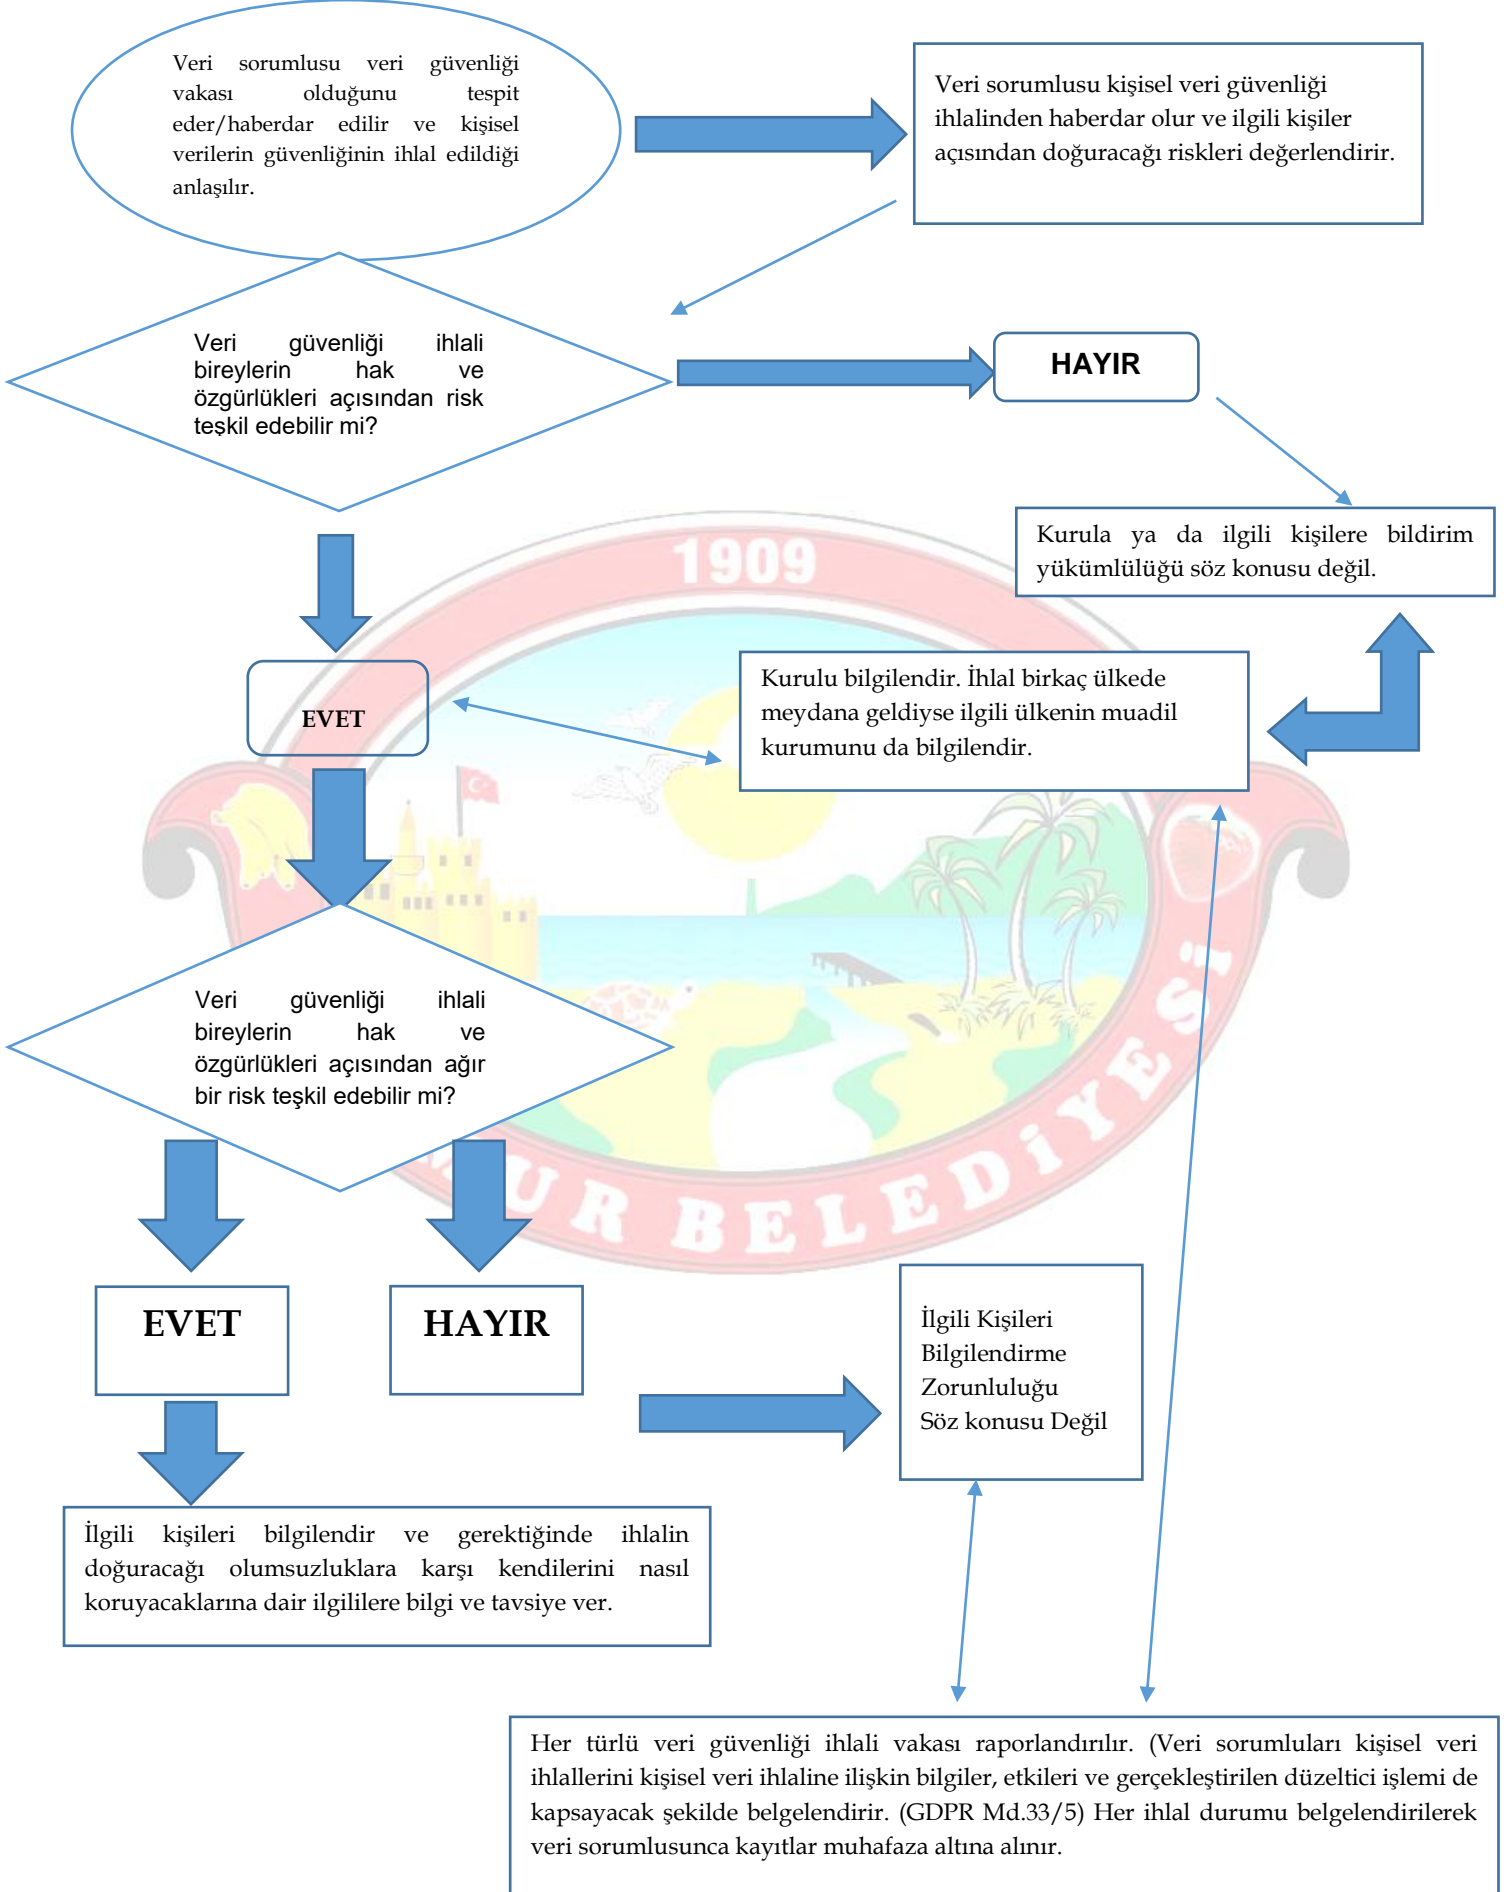 Veri sorumlusu veri güvenliği
vakası olduğunu tespit
eder/haberdar edilir ve kişisel
verilerin güvenliğinin ihlal edildiği
anlaşılır.
Veri sorumlusu kişisel veri güvenliği
ihlalinden haberdar olur ve ilgili kişiler
açısından doğuracağı riskleri değerlendirir.
Veri güvenliği ihlali
bireylerin hak ve
özgürlükleri açısından risk
teşkil edebilir mi?
HAYIR
Kurula ya da ilgili kişilere bildirim
yükümlülüğü söz konusu değil.
1909
EVET
Kurulu bilgilendir. İhlal birkaç ülkede
meydana geldiyse ilgili ülkenin muadil
kurumunu da bilgilendir.
Veri güvenliği ihlali
bireylerin hak ve
özgürlükleri açısından ağır
bir risk teşkil edebilir mi?
MUR BELEDİYESİ
EVET
HAYIR
İlgili Kişileri
Bilgilendirme
Zorunluluğu
Söz konusu Değil
İlgili kişileri bilgilendir ve gerektiğinde ihlalin
doğuracağı olumsuzluklara karşı kendilerini nasıl
koruyacaklarına dair ilgililere bilgi ve tavsiye ver.
Her türlü veri güvenliği ihlali vakası raporlandırılır. (Veri sorumluları kişisel veri
ihlallerini kişisel veri ihlaline ilişkin bilgiler, etkileri ve gerçekleştirilen düzeltici işlemi de
kapsayacak şekilde belgelendirir. (GDPR Md.33/5) Her ihlal durumu belgelendirilerek
veri sorumlusunca kayıtlar muhafaza altına alınır.